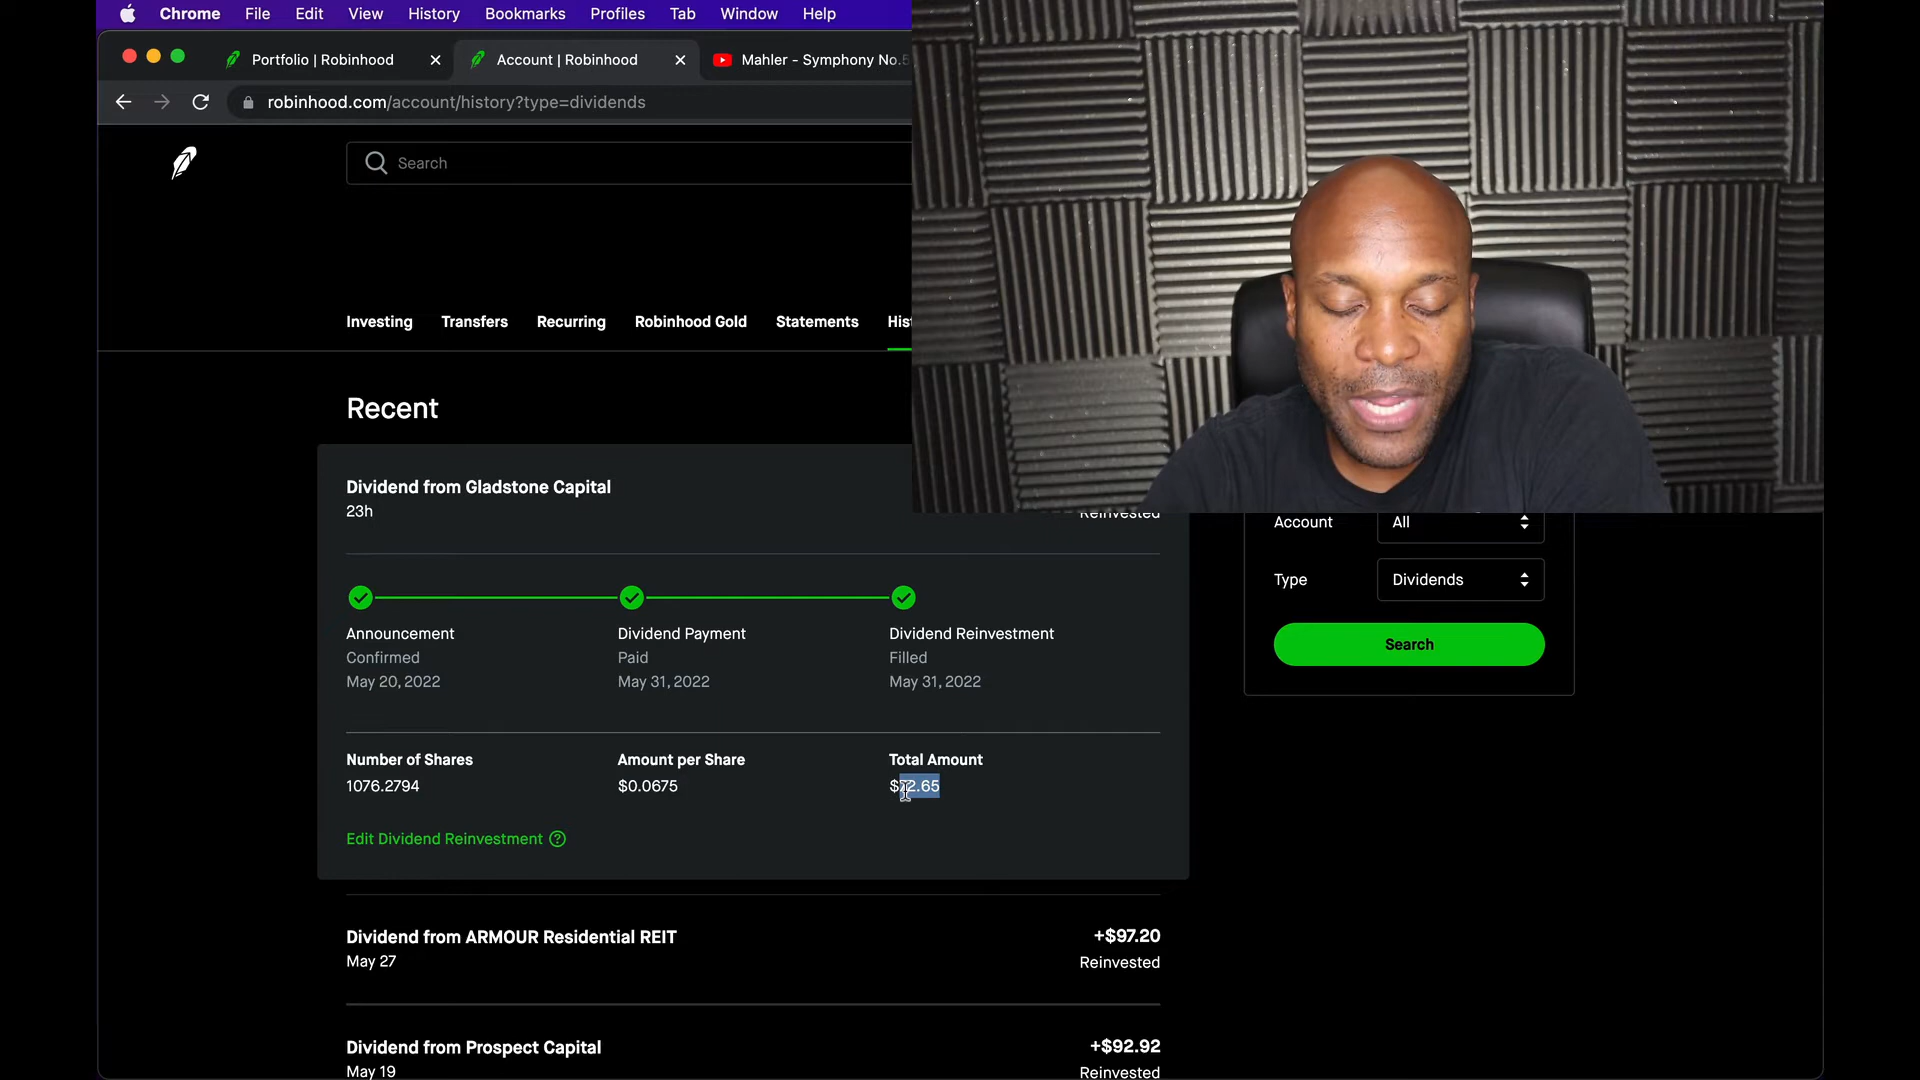 Chrome File Edit View History Bookmarks Profiles Tab Window Help
Portfolio | Robinhood
Account | Robinhood
Mahler - Symphony No.5
robinhood.com/account/history?type=dividends
Search
Investing Transfers Recurring Robinhood Gold Statements
Recent
Dividend from Gladstone Capital
23h
Reinvested
Announcement
Confirmed
May 20, 2022
Dividend Payment
Paid
May 31, 2022
Dividend Reinvestment
Filled
May 31, 2022
Number of Shares
1076.2794
Amount per Share
$0.0675
Total Amount
$72.65
Edit Dividend Reinvestment ?
Dividend from ARMOUR Residential REIT
May 27
+$97.20
Reinvested
Dividend from Prospect Capital
May 19
+$92.92
Reinvested
Account All
Type Dividends
Search